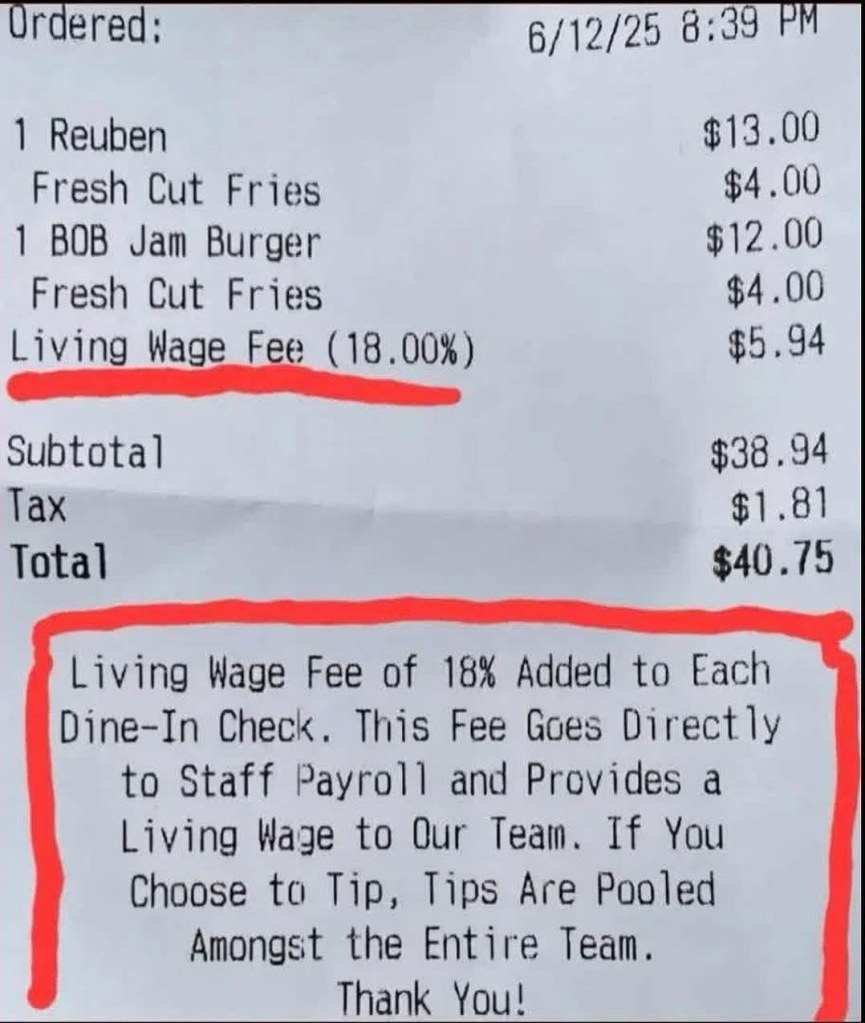 Ordered: 6/12/25 8:39 PM
1 Reuben $13.00
Fresh Cut Fries $4.00
1 BOB Jam Burger $12.00
Fresh Cut Fries $4.00
Living Wage Fee (18.00%) $5.94
Subtotal $38.94
Tax $1.81
Total $40.75
Living Wage Fee of 18% Added to Each
Dine-In Check. This Fee Goes Directly
to Staff Payroll and Provides a
Living Wage to Our Team. If You
Choose to Tip, Tips Are Pooled
Amongst the Entire Team.
Thank You!